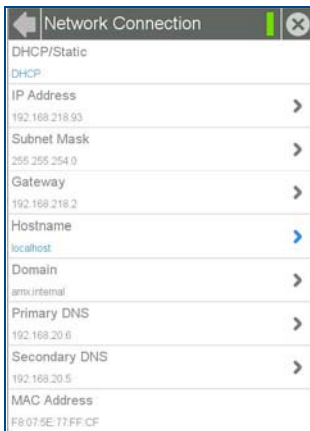 Network Connection
DHCP/Static
DHCP
IP Address
192.168.218.93
Subnet Mask
255.255.254.0
Gateway
192.168.218.2
Hostname
localhost
Domain
amx.internal
Primary DNS
192.168.20.6
Secondary DNS
192.168.20.5
MAC Address
F8:07:5E:77:FF:CF